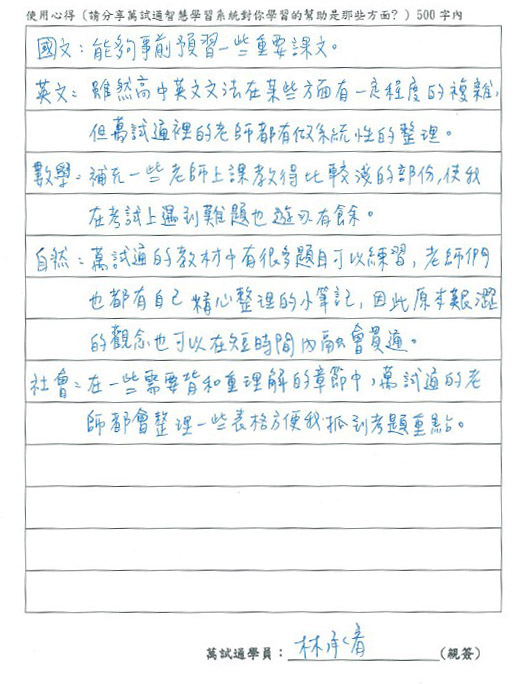 使用心得（請分享萬試通智慧學習系統對你學習的幫助是那些方面？）500 字內
國文：能夠事前預習一些重要課文。
英文：雖然高中英文文法在某些方面有一定程度的複雜，
但萬試通裡的老師都有做系統性的整理。
數學：補充一些老師上課教得比較淺的部份，使我
在考試上遇到難題也遊刃有餘。
自然：萬試通的教材中有很多題目可以練習，老師們
也都有自己精心整理的小筆記，因此原本艱澀
的觀念也可以在短時間內融會貫通。
社會：在一些需要背和重理解的章節中，萬試通的老
師都會整理一些表格方便我抓到考題重點。
萬試通學員：林承（親簽）